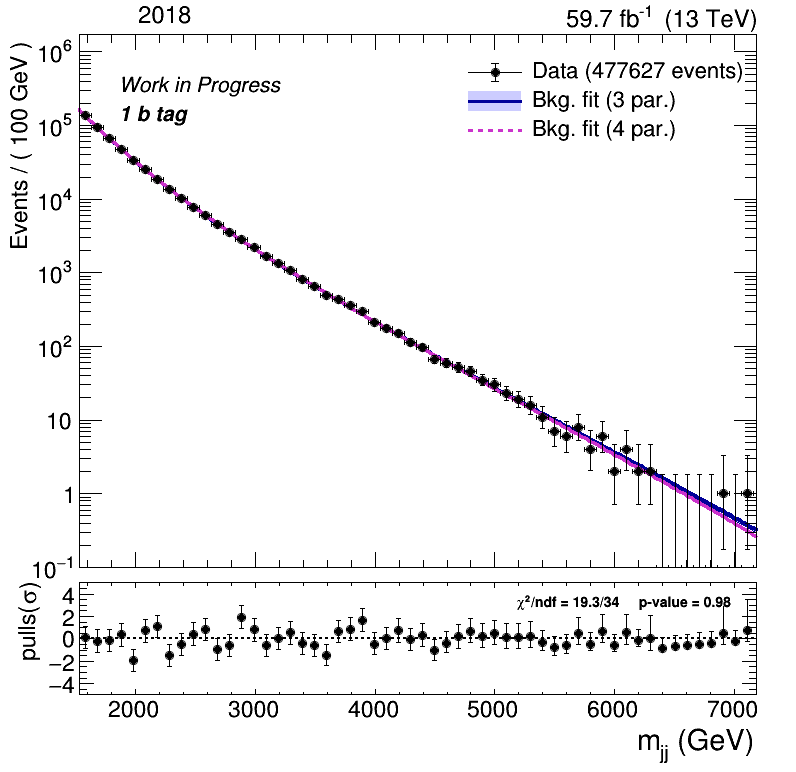 2018
59.7 fb⁻¹ (13 TeV)
Events / ( 100 GeV )
10⁶
10⁵
10⁴
10³
10²
10
1
10⁻¹
Work in Progress
1 b tag
Data (477627 events)
Bkg. fit (3 par.)
Bkg. fit (4 par.)
pulls(σ)
4
2
0
−2
−4
χ²/ndf = 19.3/34 p-value = 0.98
2000 3000 4000 5000 6000 7000
m_jj (GeV)